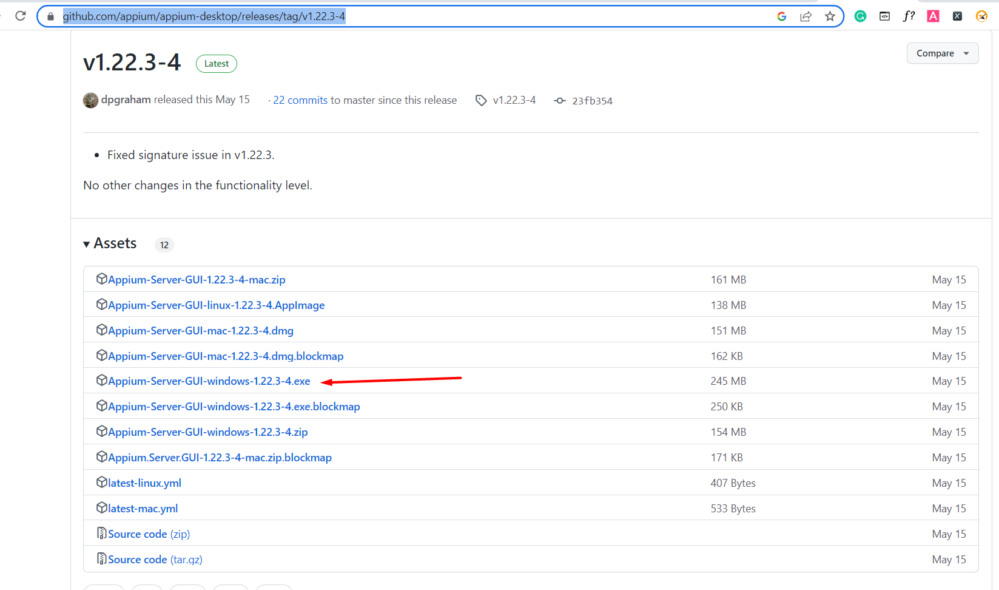 github.com/appium/appium-desktop/releases/tag/v1.22.3-4
v1.22.3-4 Latest Compare
dpgraham released this May 15 · 22 commits to master since this release v1.22.3-4 23fb354
• Fixed signature issue in v1.22.3.
No other changes in the functionality level.
Assets 12
Appium-Server-GUI-1.22.3-4-mac.zip 161 MB May 15
Appium-Server-GUI-linux-1.22.3-4.AppImage 138 MB May 15
Appium-Server-GUI-mac-1.22.3-4.dmg 151 MB May 15
Appium-Server-GUI-mac-1.22.3-4.dmg.blockmap 162 KB May 15
Appium-Server-GUI-windows-1.22.3-4.exe 245 MB May 15
Appium-Server-GUI-windows-1.22.3-4.exe.blockmap 250 KB May 15
Appium-Server-GUI-windows-1.22.3-4.zip 154 MB May 15
Appium.Server.GUI-1.22.3-4-mac.zip.blockmap 171 KB May 15
latest-linux.yml 407 Bytes May 15
latest-mac.yml 533 Bytes May 15
Source code (zip) May 15
Source code (tar.gz) May 15